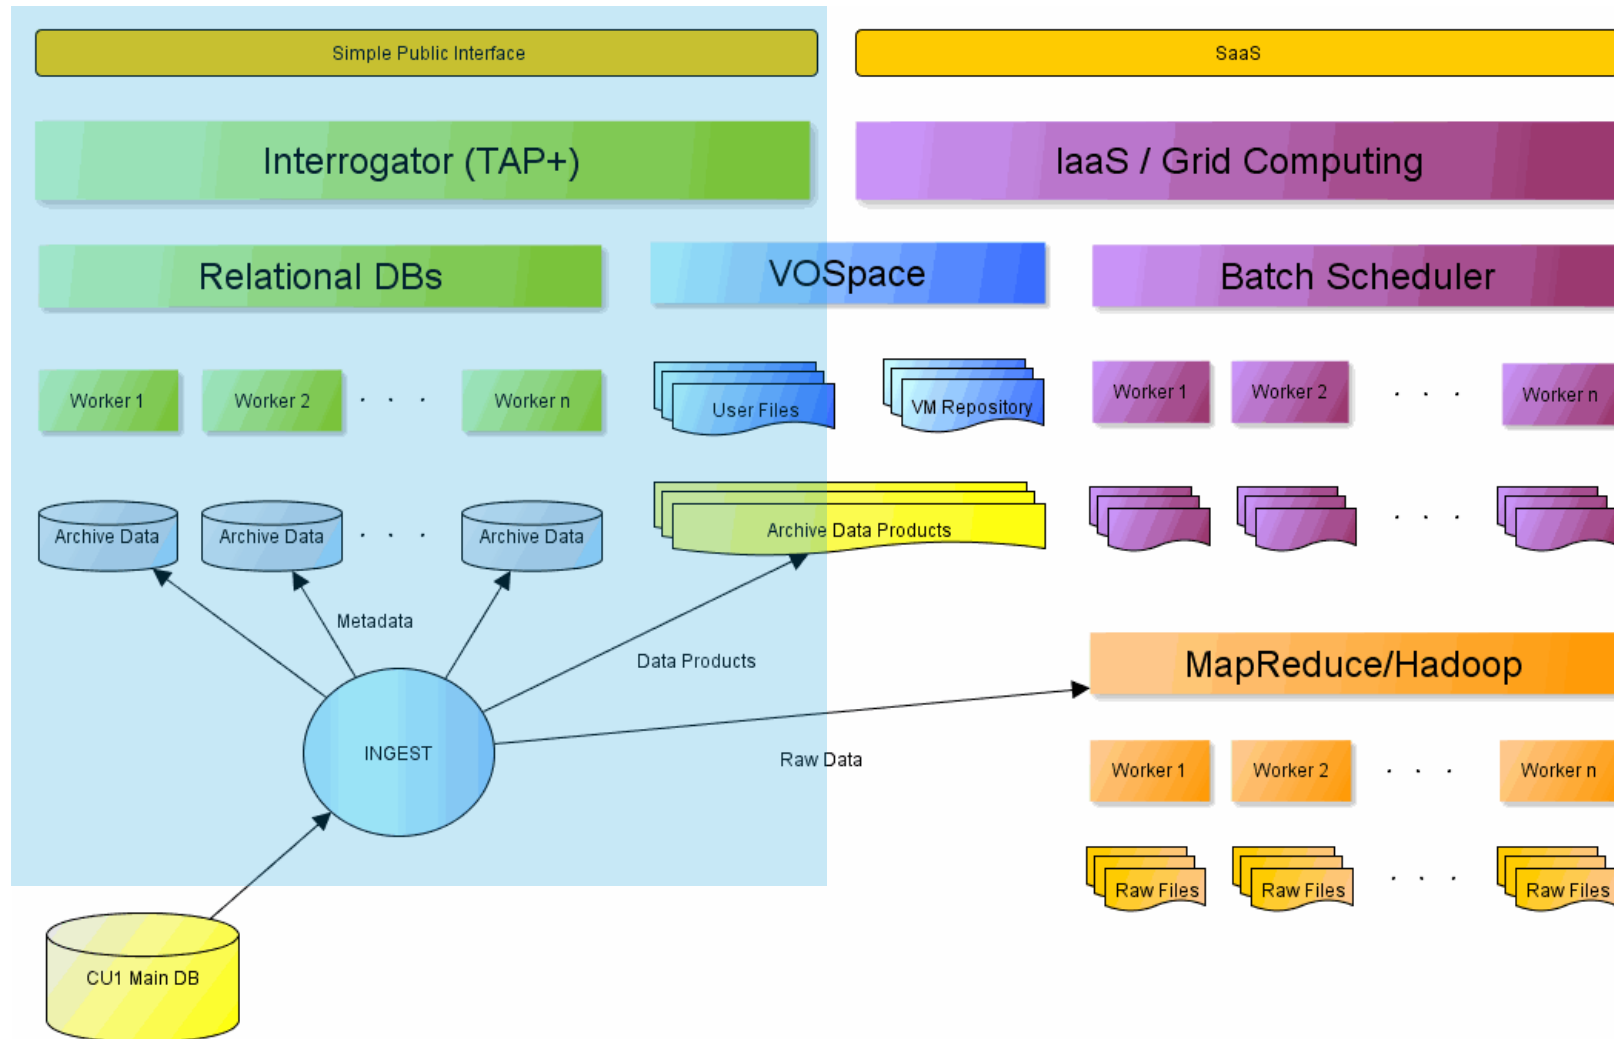 Simple Public Interface
SaaS
Interrogator (TAP+)
IaaS / Grid Computing
Relational DBs
VOSpace
Batch Scheduler
Worker 1
Worker 2
. . .
Worker n
User Files
VM Repository
Worker 1
Worker 2
. . .
Worker n
Archive Data
Archive Data
. . .
Archive Data
Archive Data Products
. . .
Metadata
Data Products
MapReduce/Hadoop
INGEST
Raw Data
Worker 1
Worker 2
. . .
Worker n
Raw Files
Raw Files
. . .
Raw Files
CU1 Main DB